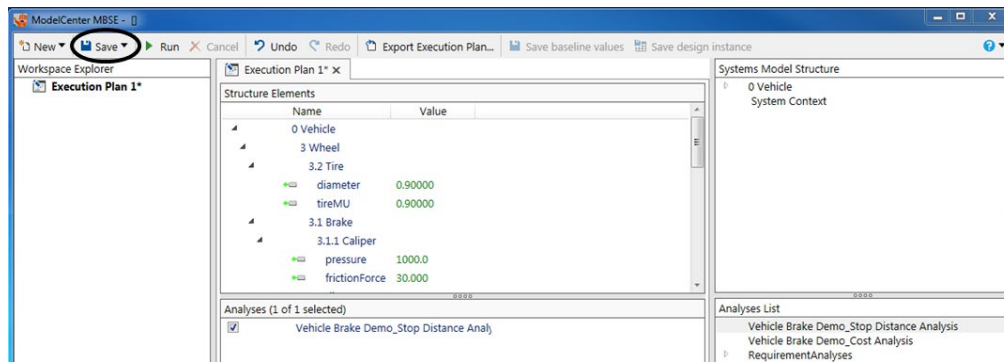 ModelCenter MBSE - []
New Save Run Cancel Undo Redo Export Execution Plan... Save baseline values Save design instance
Workspace Explorer
Execution Plan 1*
Execution Plan 1* X
Structure Elements
Name Value
0 Vehicle
3 Wheel
3.2 Tire
diameter 0.90000
tireMU 0.90000
3.1 Brake
3.1.1 Caliper
pressure 1000.0
frictionForce 30.000
Analyses (1 of 1 selected)
Vehicle Brake Demo_Stop Distance Analy
Systems Model Structure
0 Vehicle
System Context
Analyses List
Vehicle Brake Demo_Stop Distance Analysis
Vehicle Brake Demo_Cost Analysis
RequirementAnalyses